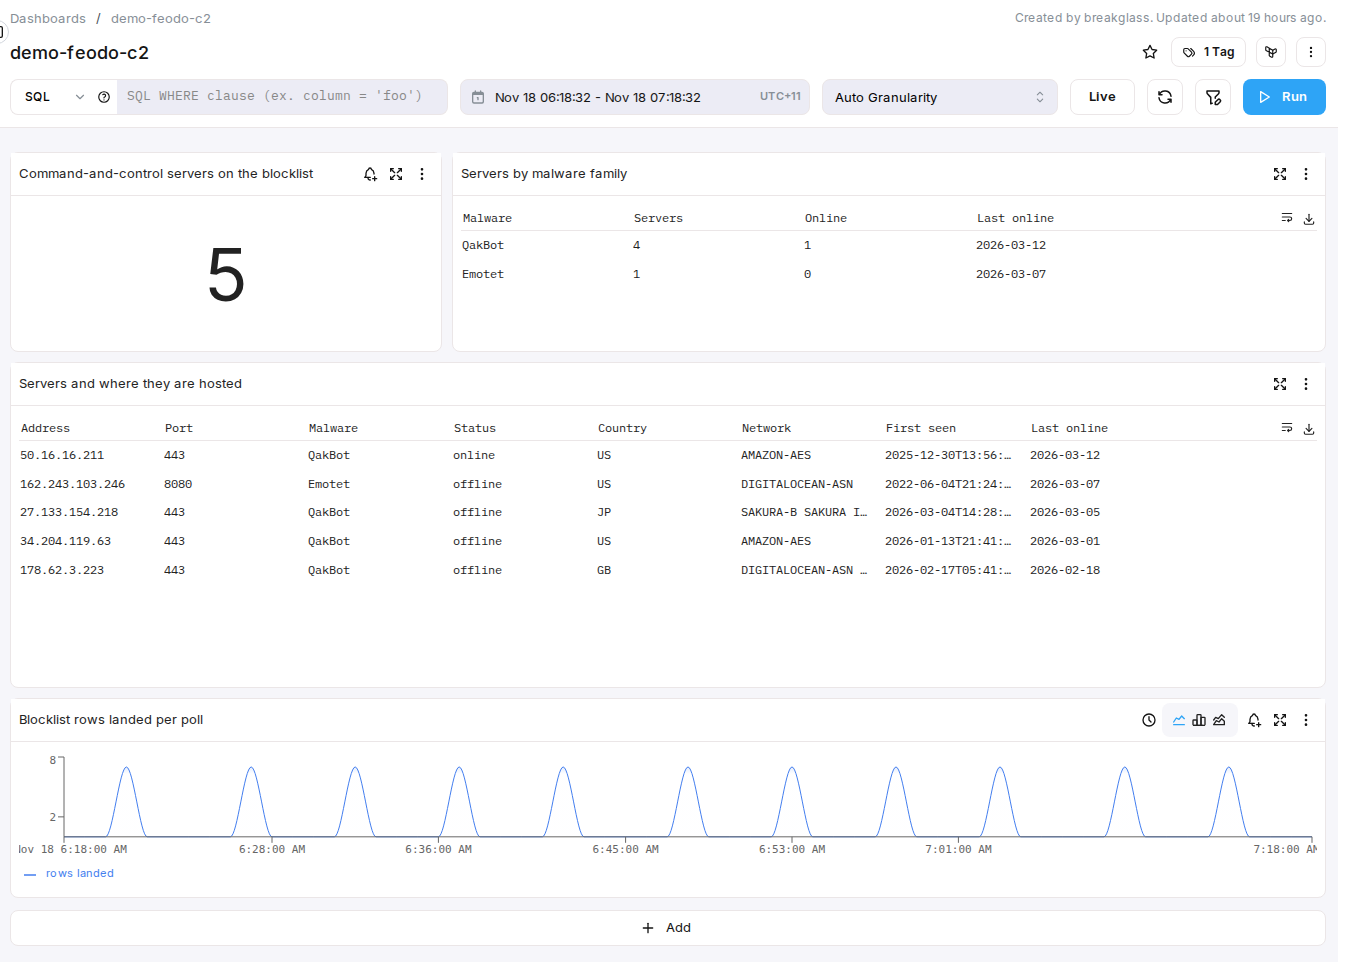 Dashboards / demo-feodo-c2
Created by breakglass. Updated about 19 hours ago.
demo-feodo-c2
1 Tag
SQL
SQL WHERE clause (ex. column = 'foo')
Nov 18 06:18:32 - Nov 18 07:18:32 UTC+11
Auto Granularity
Live
Run
Command-and-control servers on the blocklist
5
Servers by malware family
Malware Servers Online Last online
QakBot 4 1 2026-03-12
Emotet 1 0 2026-03-07
Servers and where they are hosted
Address Port Malware Status Country Network First seen Last online
50.16.16.211 443 QakBot online US AMAZON-AES 2025-12-30T13:56:… 2026-03-12
162.243.103.246 8080 Emotet offline US DIGITALOCEAN-ASN 2022-06-04T21:24:… 2026-03-07
27.133.154.218 443 QakBot offline JP SAKURA-B SAKURA I… 2026-03-04T14:28:… 2026-03-05
34.204.119.63 443 QakBot offline US AMAZON-AES 2026-01-13T21:41:… 2026-03-01
178.62.3.223 443 QakBot offline GB DIGITALOCEAN-ASN … 2026-02-17T05:41:… 2026-02-18
Blocklist rows landed per poll
8
2
ov 18 6:18:00 AM 6:28:00 AM 6:36:00 AM 6:45:00 AM 6:53:00 AM 7:01:00 AM 7:18:00 AM
rows landed
Add